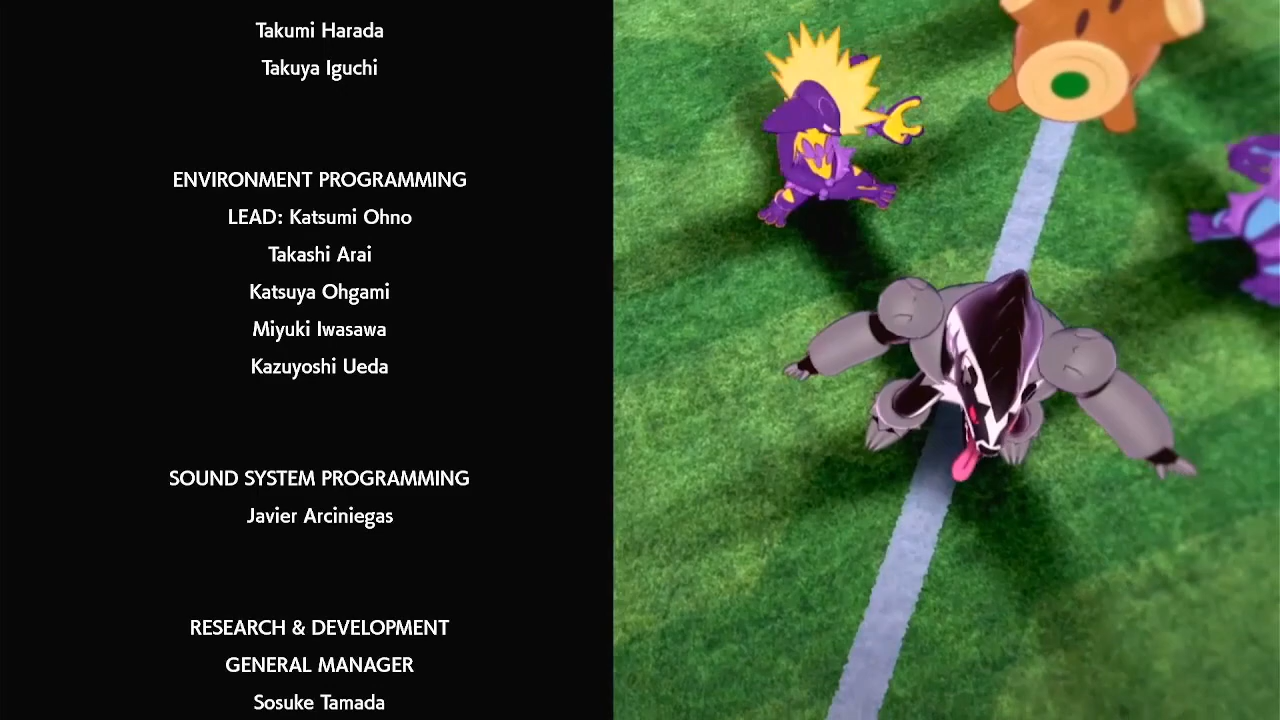 Takumi Harada
Takuya Iguchi
ENVIRONMENT PROGRAMMING
LEAD: Katsumi Ohno
Takashi Arai
Katsuya Ohgami
Miyuki Iwasawa
Kazuyoshi Ueda
SOUND SYSTEM PROGRAMMING
Javier Arciniegas
RESEARCH & DEVELOPMENT
GENERAL MANAGER
Sosuke Tamada